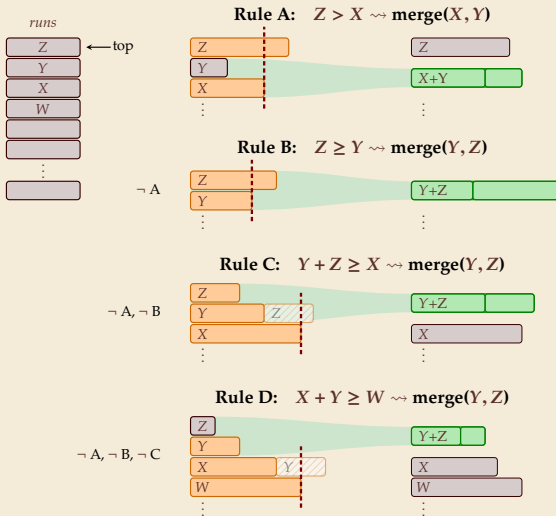 runs
Z
top
Y
X
W
⋮
Rule A: Z > X ⇝ merge(X, Y)
Z
Y
X
⋮
Z
X+Y
⋮
Rule B: Z ≥ Y ⇝ merge(Y, Z)
¬ A
Z
Y
⋮
Y+Z
⋮
Rule C: Y + Z ≥ X ⇝ merge(Y, Z)
¬ A, ¬ B
Z
Y Z
X
⋮
Y+Z
X
⋮
Rule D: X + Y ≥ W ⇝ merge(Y, Z)
¬ A, ¬ B, ¬ C
Z
Y
X Y
W
⋮
Y+Z
X
W
⋮